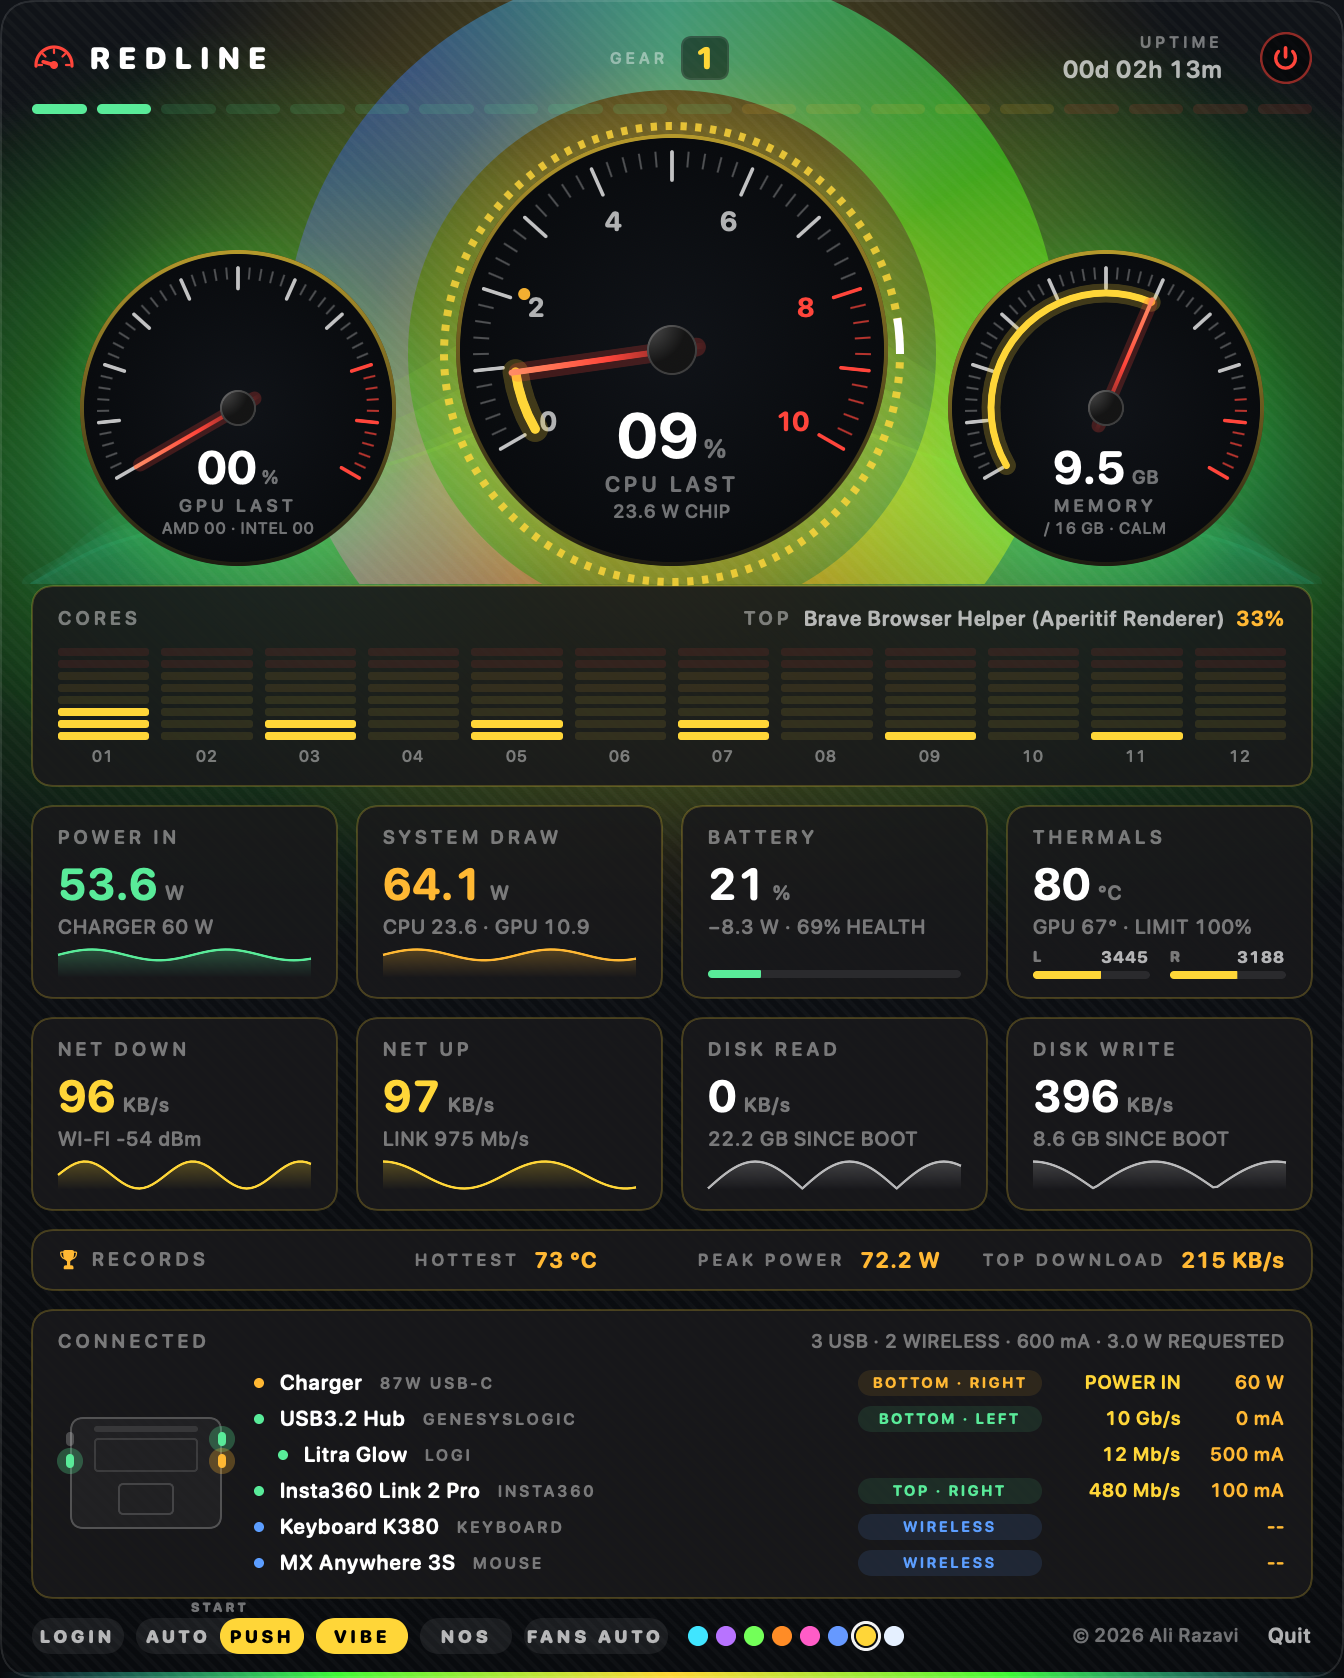 REDLINE
GEAR 1
UPTIME
00d 02h 13m
4 6
2 8
0 10
09 %
CPU LAST
23.6 W CHIP
00 %
GPU LAST
AMD 00 · INTEL 00
9.5 GB
MEMORY
/ 16 GB · CALM
CORES TOP Brave Browser Helper (Aperitif Renderer) 33%
01 02 03 04 05 06 07 08 09 10 11 12
POWER IN
53.6 W
CHARGER 60 W
SYSTEM DRAW
64.1 W
CPU 23.6 · GPU 10.9
BATTERY
21 %
−8.3 W · 69% HEALTH
THERMALS
80 °C
GPU 67° · LIMIT 100%
L 3445 R 3188
NET DOWN
96 KB/s
WI-FI -54 dBm
NET UP
97 KB/s
LINK 975 Mb/s
DISK READ
0 KB/s
22.2 GB SINCE BOOT
DISK WRITE
396 KB/s
8.6 GB SINCE BOOT
RECORDS HOTTEST 73 °C PEAK POWER 72.2 W TOP DOWNLOAD 215 KB/s
CONNECTED 3 USB · 2 WIRELESS · 600 mA · 3.0 W REQUESTED
Charger 87W USB-C BOTTOM · RIGHT POWER IN 60 W
USB3.2 Hub GENESYSLOGIC BOTTOM · LEFT 10 Gb/s 0 mA
Litra Glow LOGI 12 Mb/s 500 mA
Insta360 Link 2 Pro INSTA360 TOP · RIGHT 480 Mb/s 100 mA
Keyboard K380 KEYBOARD WIRELESS --
MX Anywhere 3S MOUSE WIRELESS --
START
LOGIN AUTO PUSH VIBE NOS FANS AUTO © 2026 Ali Razavi Quit